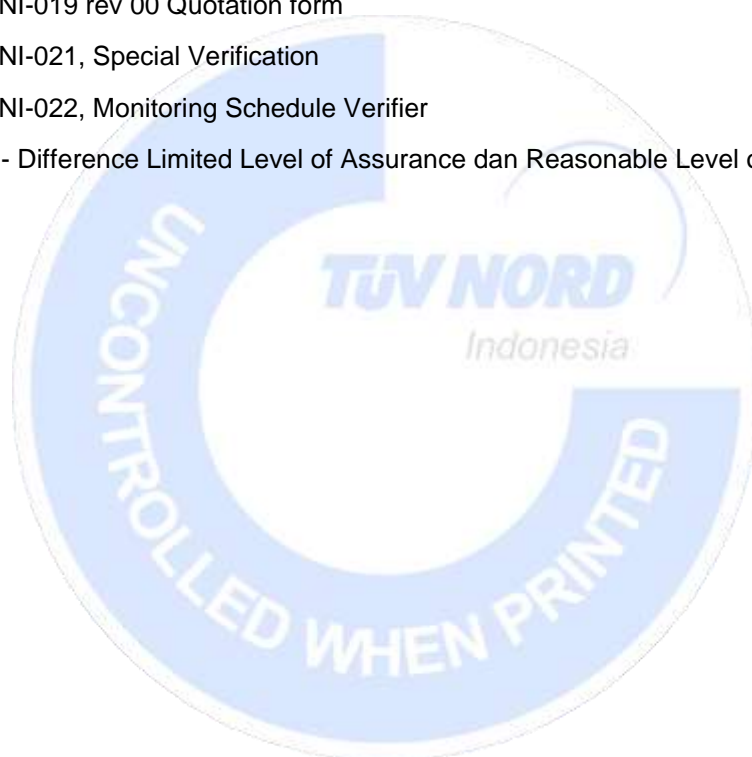 NI-019 rev 00 Quotation form
NI-021, Special Verification
NI-022, Monitoring Schedule Verifier
- Difference Limited Level of Assurance dan Reasonable Level
TÜV NORD
Indonesia
UNCONTROLLED WHEN PRINTED